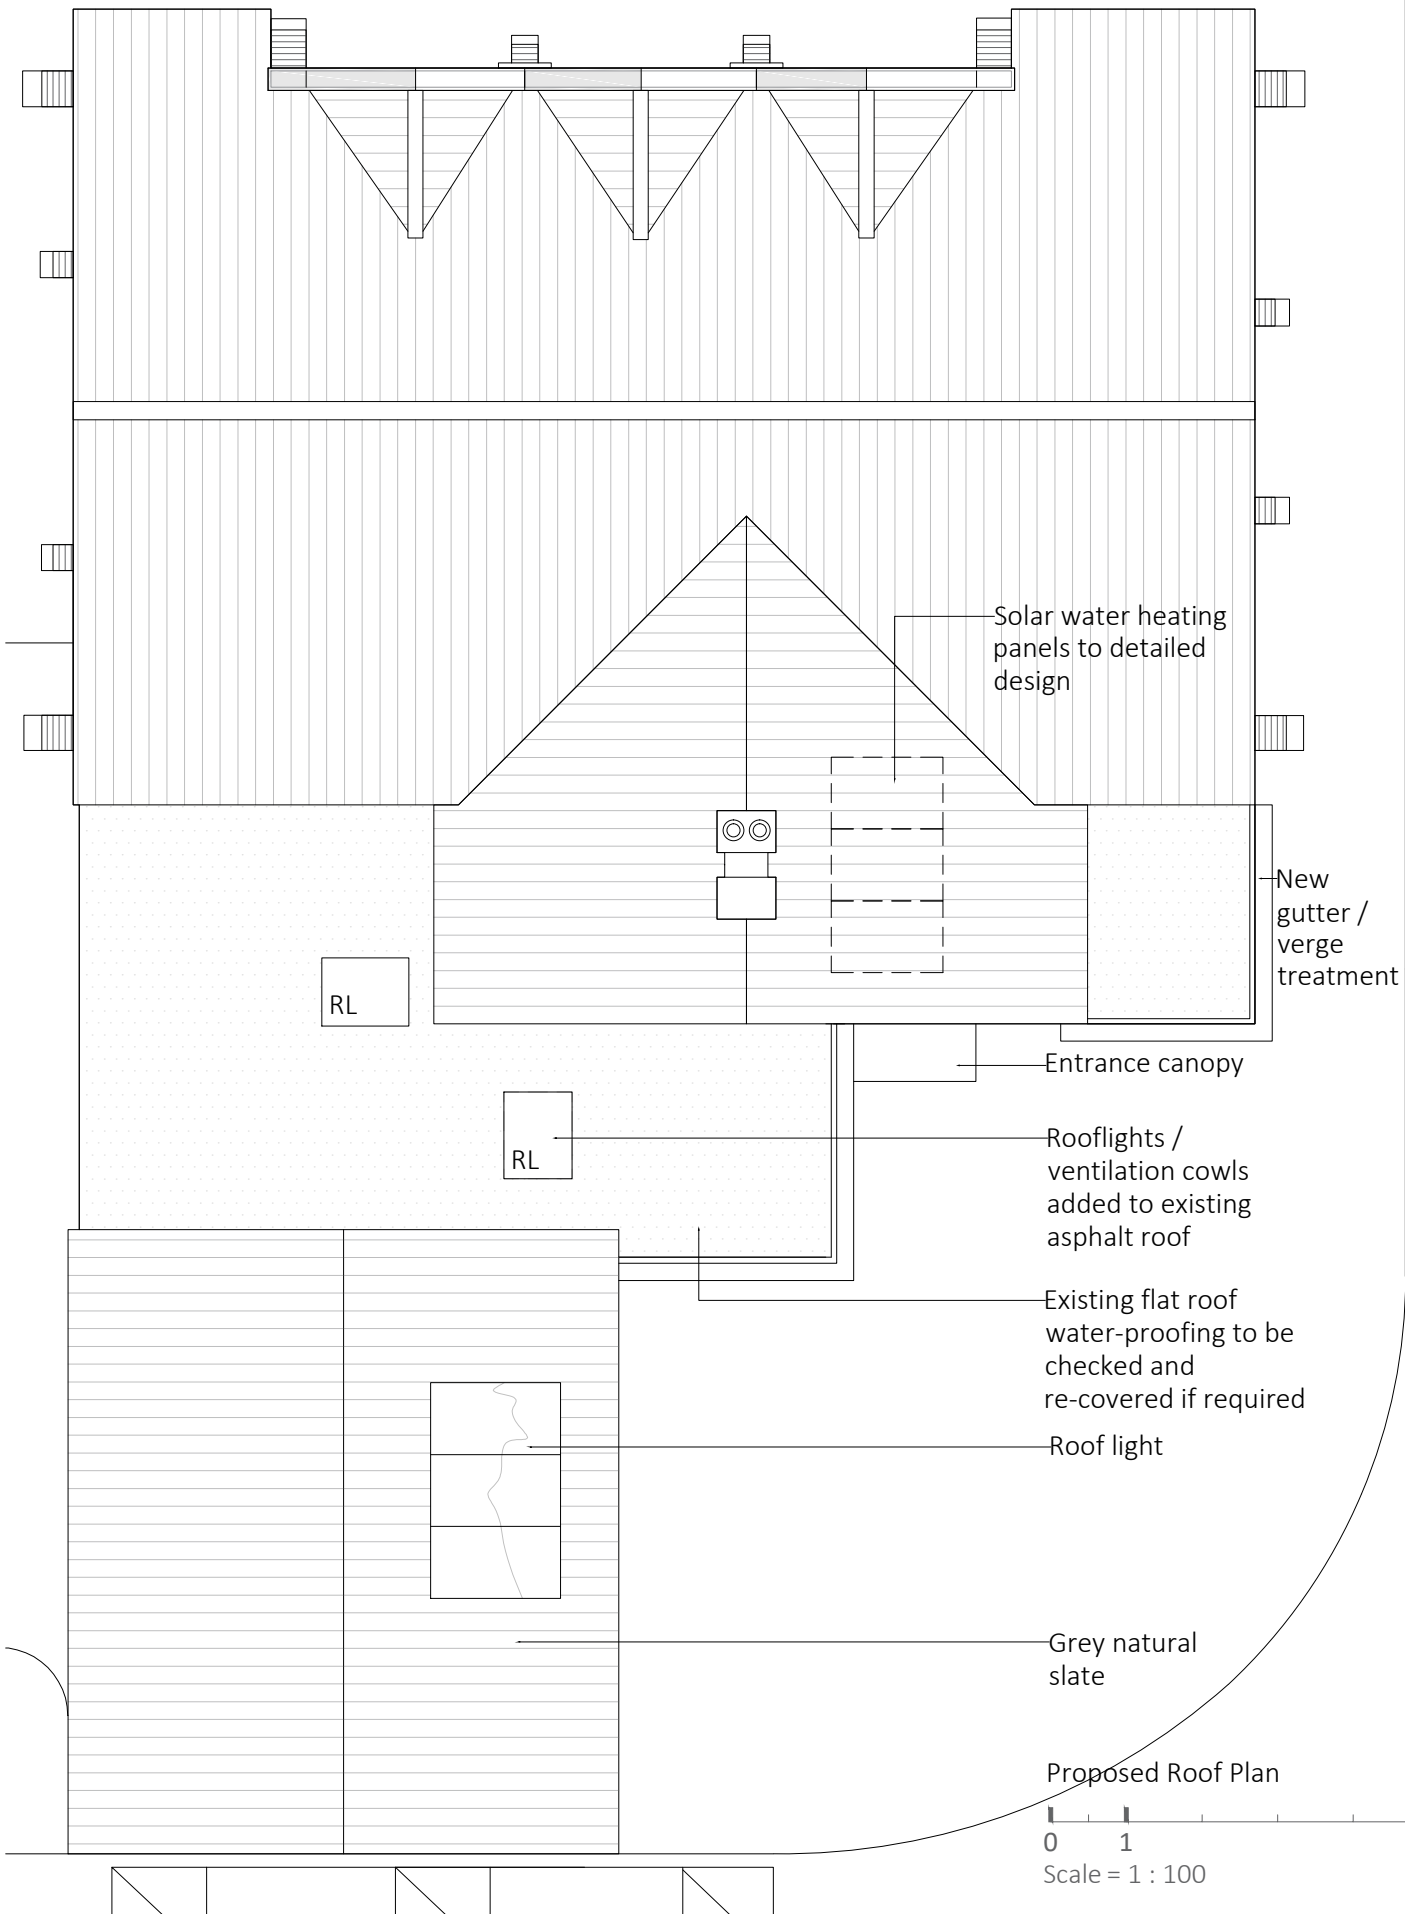 Solar water heating
panels to detailed
design
New
gutter /
verge
treatment
RL
Entrance canopy
RL
Rooflights /
ventilation cowls
added to existing
asphalt roof
Existing flat roof
water-proofing to be
checked and
re-covered if required
Roof light
Grey natural
slate
Proposed Roof Plan
0 1
Scale = 1 : 100